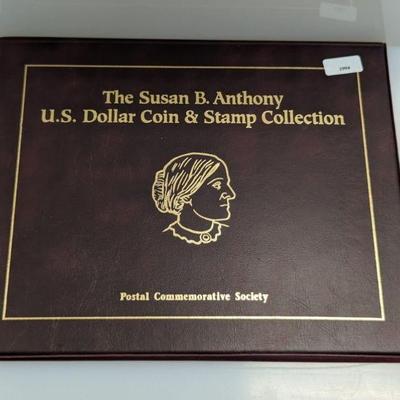 The Susan B. Anthony
U.S. Dollar Coin & Stamp Collection
Postal Commemorative Society